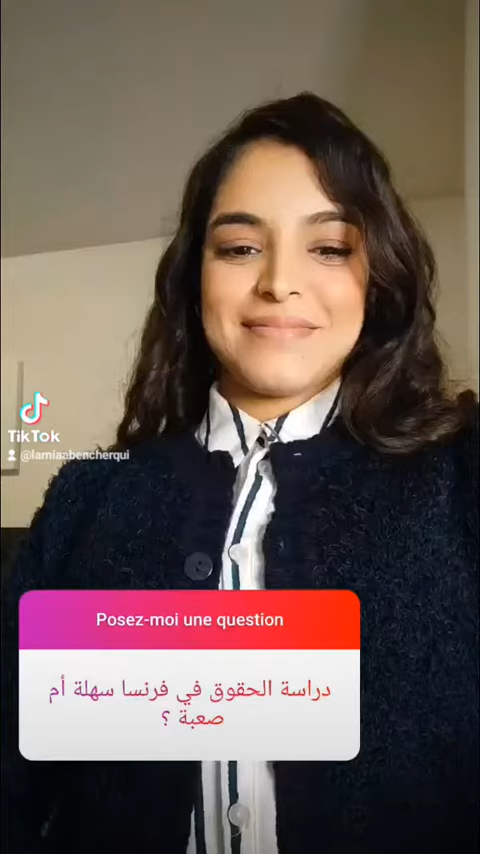 TikTok
@lamiaabencherqui
Posez-moi une question
دراسة الحقوق في فرنسا سهلة أم
صعبة ؟